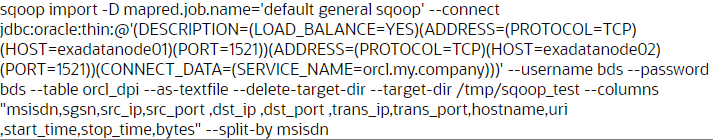 sqoop import -D mapred.job.name='default general sqoop' --connect
jdbc:oracle:thin:@'(DESCRIPTION=(LOAD_BALANCE=YES)(ADDRESS=(PROTOCOL=TCP)
(HOST=exadatanode01)(PORT=1521))(ADDRESS=(PROTOCOL=TCP)(HOST=exadatanode02)
(PORT=1521))(CONNECT_DATA=(SERVICE_NAME=orcl.my.company)))' --username bds --password
bds --table orcl_dpi --as-textfile --delete-target-dir --target-dir /tmp/sqoop_test --columns
"msisdn,sgsn,src_ip,src_port ,dst_ip ,dst_port ,trans_ip,trans_port,hostname,uri
,start_time,stop_time,bytes" --split-by msisdn